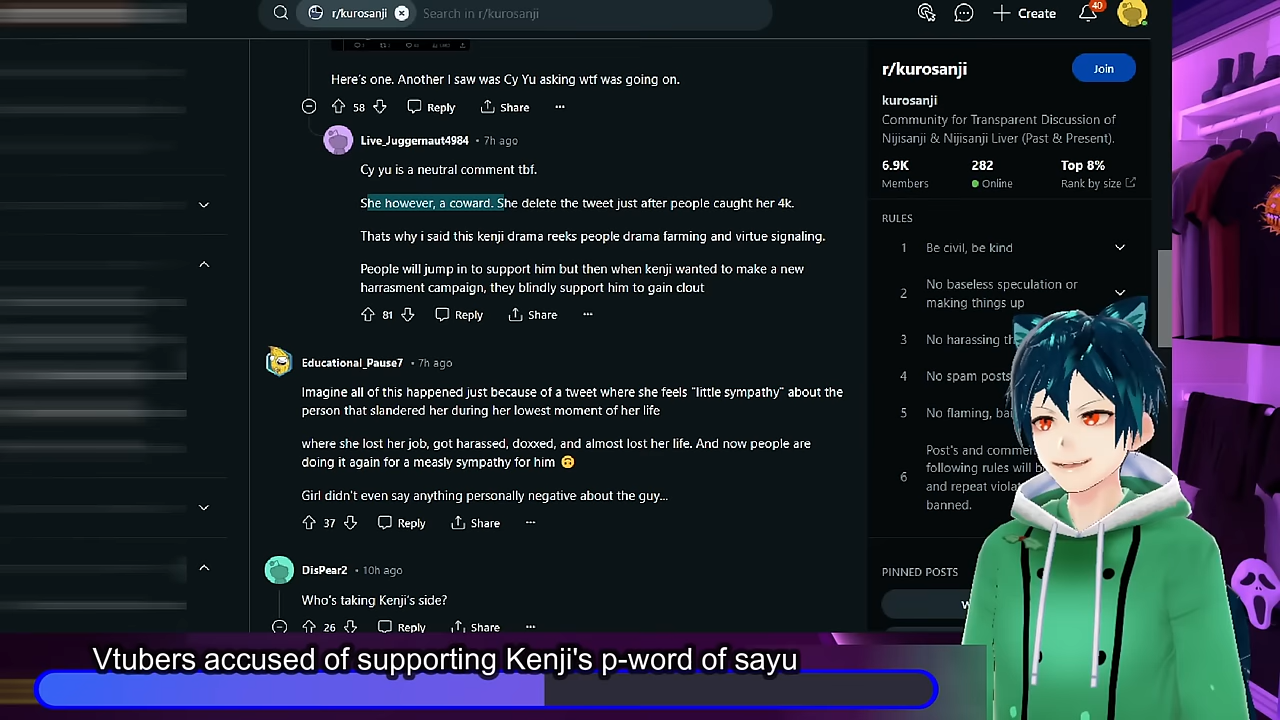 r/kurosanji
Search in r/kurosanji
Create
40
Here's one. Another I saw was Cy Yu asking wtf was going on.
58
Reply
Share
Live_Juggernaut4984 • 7h ago
Cy yu is a neutral comment tbf.
She however, a coward. She delete the tweet just after people caught her 4k.
Thats why i said this kenji drama reeks people drama farming and virtue signaling.
People will jump in to support him but then when kenji wanted to make a new
harrasment campaign, they blindly support him to gain clout
81
Reply
Share
Educational_Pause7 • 7h ago
Imagine all of this happened just because of a tweet where she feels "little sympathy" about the
person that slandered her during her lowest moment of her life
where she lost her job, got harassed, doxxed, and almost lost her life. And now people are
doing it again for a measly sympathy for him 🙃
Girl didn't even say anything personally negative about the guy...
37
Reply
Share
DisPear2 • 10h ago
Who's taking Kenji's side?
26
Reply
Share
r/kurosanji
Join
kurosanji
Community for Transparent Discussion of
Nijisanji & Nijisanji Liver (Past & Present).
6.9K
282
Top 8%
Members
Online
Rank by size
RULES
1 Be civil, be kind
2 No baseless speculation or
making things up
3 No harassing
4 No spam posts
5 No flaming,
6 Post's and
following rules will
and repeat
banned.
PINNED POSTS
Vtubers accused of supporting Kenji's p-word of sayu